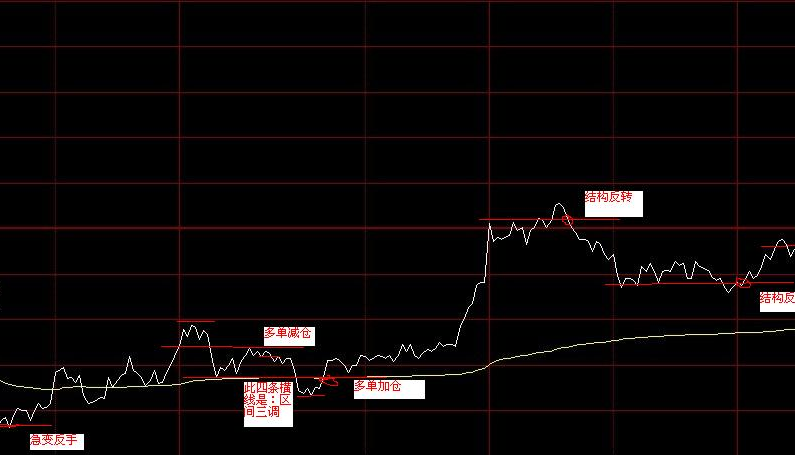 结构反转
结构反
多单减仓
此四条横
线是：区
间三调
多单加仓
急变反手